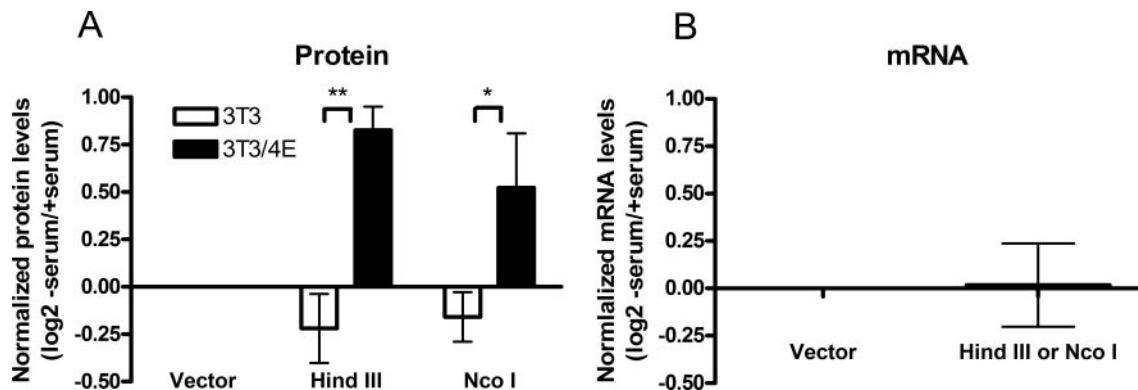 A
Protein
Normalized protein levels
(log2 -serum/+serum)
1.00
0.75
0.50
0.25
0.00
-0.25
-0.50
3T3
3T3/4E
**
*
Vector
Hind III
Nco I
B
mRNA
Normlalized mRNA levels
(log2 -serum/+serum)
1.00
0.75
0.50
0.25
0.00
-0.25
-0.50
Vector
Hind III or Nco I